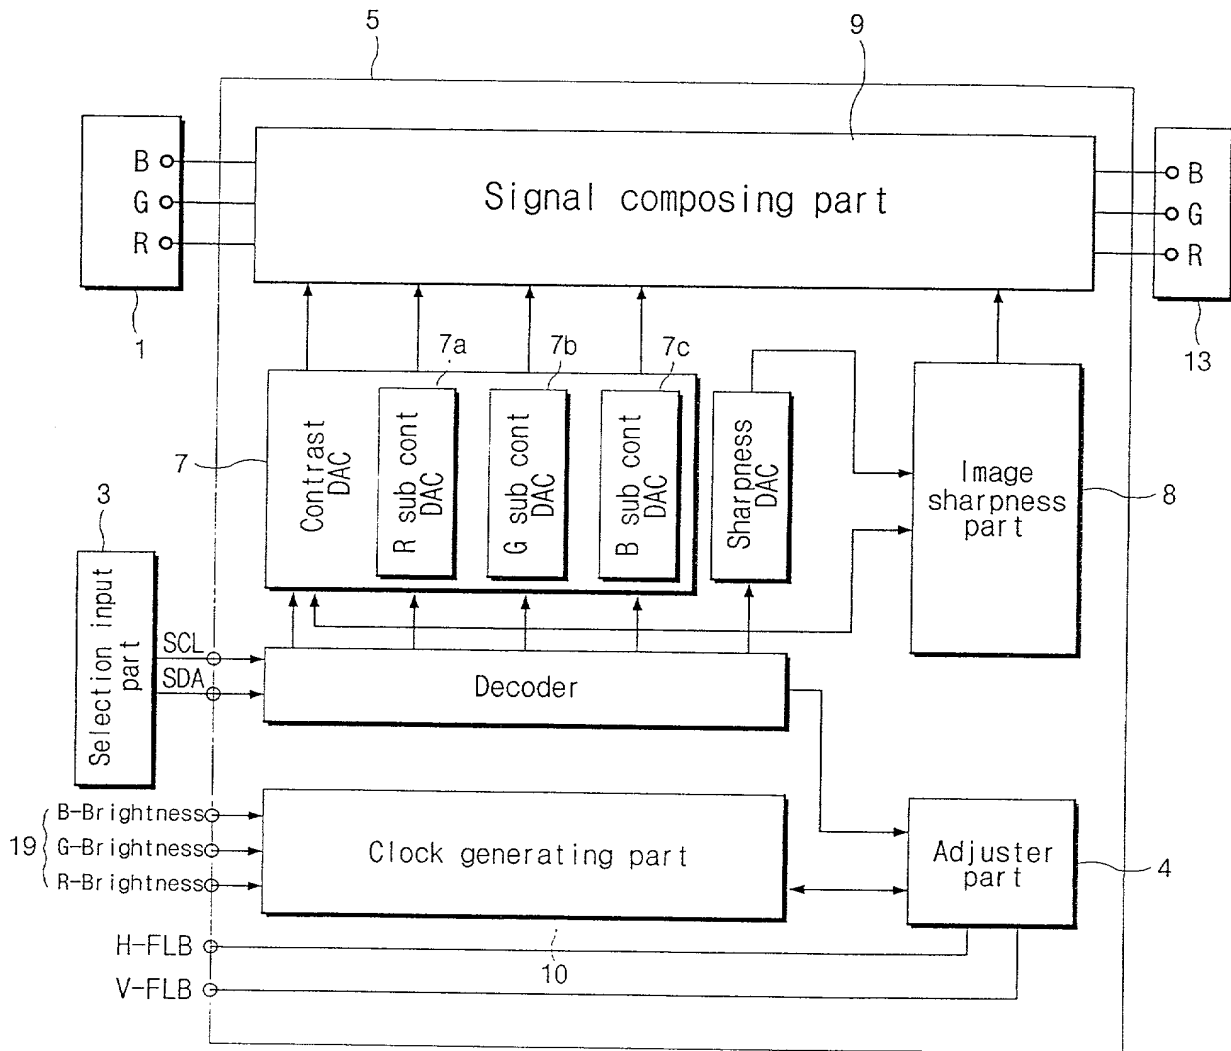 5
9
B
G
R
Signal composing part
B
G
R
1
13
7a
7b
7c
7
Contrast
DAC
R sub cont
DAC
G sub cont
DAC
B sub cont
DAC
Sharpness
DAC
Image
sharpness
part
8
3
Selection input
part
SCL
SDA
Decoder
19
B-Brightness
G-Brightness
R-Brightness
Clock generating part
Adjuster
part
4
H-FLB
V-FLB
10